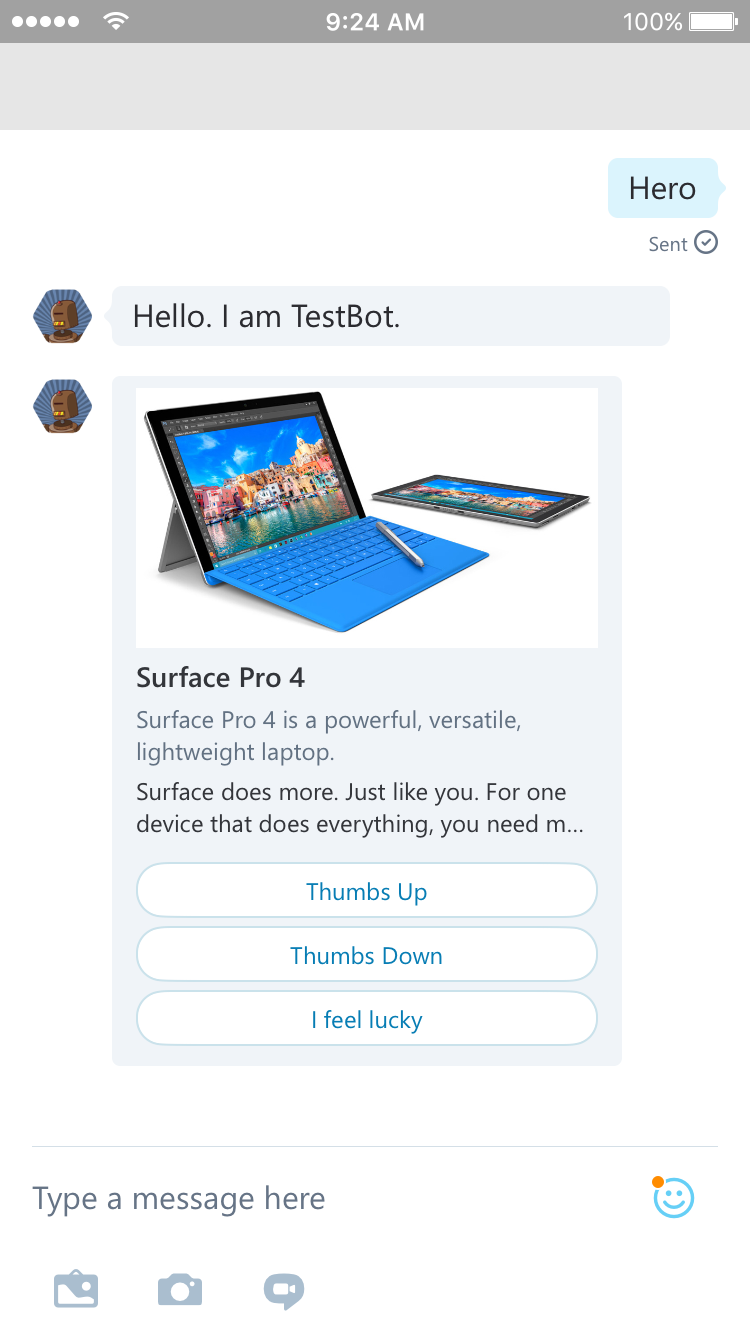 9:24 AM
100%
Hero
Sent
Hello. I am TestBot.
Surface Pro 4
Surface Pro 4 is a powerful, versatile,
lightweight laptop.
Surface does more. Just like you. For one
device that does everything, you need m...
Thumbs Up
Thumbs Down
I feel lucky
Type a message here